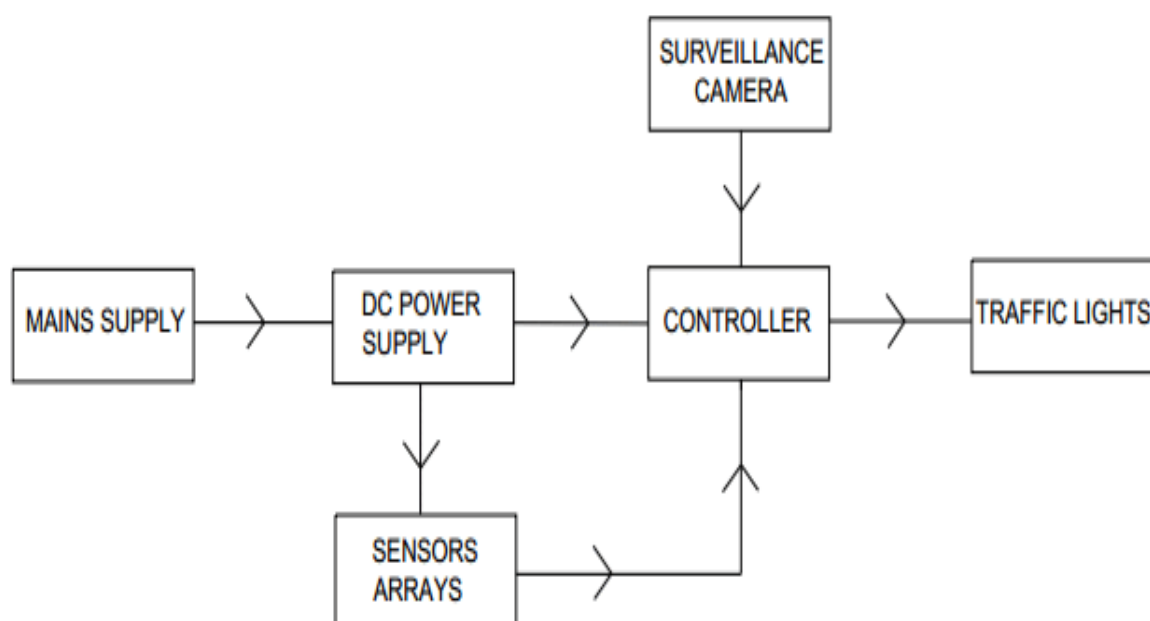 SURVEILLANCE
CAMERA
MAINS SUPPLY
DC POWER
SUPPLY
CONTROLLER
TRAFFIC LIGHTS
SENSORS
ARRAYS